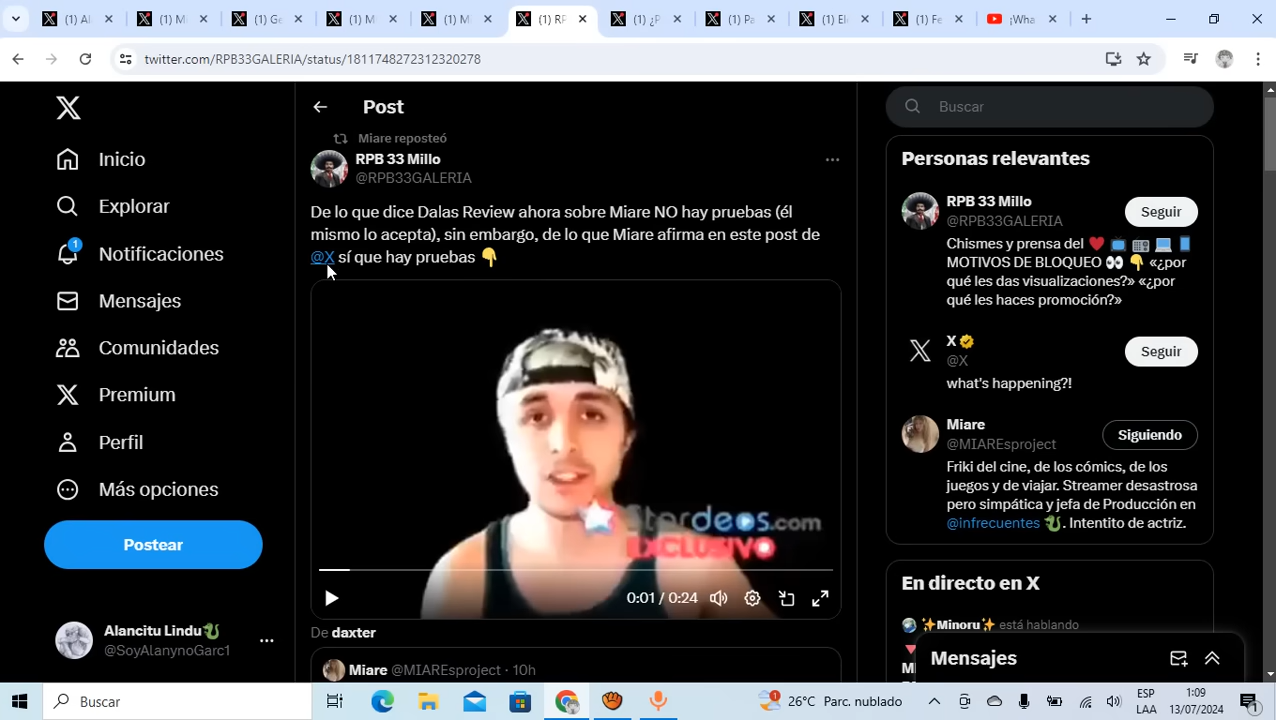 (1) Al
(1) Mi
(1) Ge
(1) M
(1) Mi
(1) RP
(1) ¿P
(1) Pa
(1) Ele
(1) Fe
¡Wha
twitter.com/RPB33GALERIA/status/1811748272312320278
Inicio
Explorar
1
Notificaciones
Mensajes
Comunidades
Premium
Perfil
Más opciones
Postear
Alancitu Lindu
@SoyAlanynoGarc1
Post
Miare reposteó
RPB 33 Millo
@RPB33GALERIA
De lo que dice Dalas Review ahora sobre Miare NO hay pruebas (él
mismo lo acepta), sin embargo, de lo que Miare afirma en este post de
@X sí que hay pruebas
Stardeos.com
EXCLUSIVO
0:01 / 0:24
De daxter
Miare @MIAREsproject · 10h
Buscar
Personas relevantes
RPB 33 Millo
@RPB33GALERIA
Seguir
Chismes y prensa del
MOTIVOS DE BLOQUEO «¿por
qué les das visualizaciones?» «¿por
qué les haces promoción?»
X
@X
Seguir
what's happening?!
Miare
@MIAREsproject
Siguiendo
Friki del cine, de los cómics, de los
juegos y de viajar. Streamer desastrosa
pero simpática y jefa de Producción en
@infrecuentes . Intentito de actriz.
En directo en X
Minoru está hablando
Mensajes
Buscar
26°C Parc. nublado
ESP
LAA
1:09
13/07/2024
1